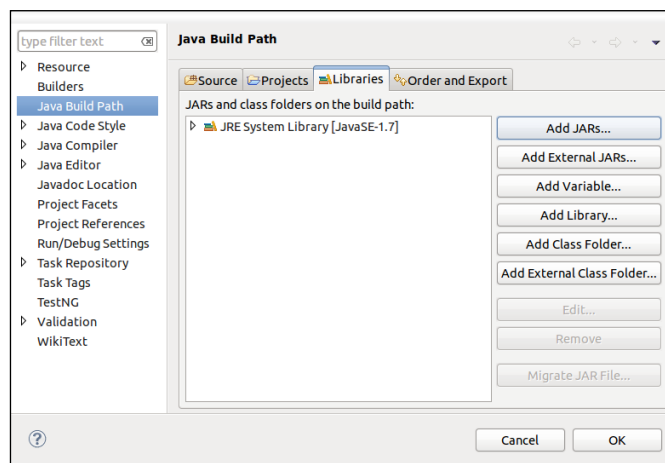 type filter text
Java Build Path
Resource
Builders
Java Build Path
Java Code Style
Java Compiler
Java Editor
Javadoc Location
Project Facets
Project References
Run/Debug Settings
Task Repository
Task Tags
TestNG
Validation
WikiText
Source Projects Libraries Order and Export
JARs and class folders on the build path:
JRE System Library [JavaSE-1.7]
Add JARs...
Add External JARs...
Add Variable...
Add Library...
Add Class Folder...
Add External Class Folder...
Edit...
Remove
Migrate JAR File...
?
Cancel OK